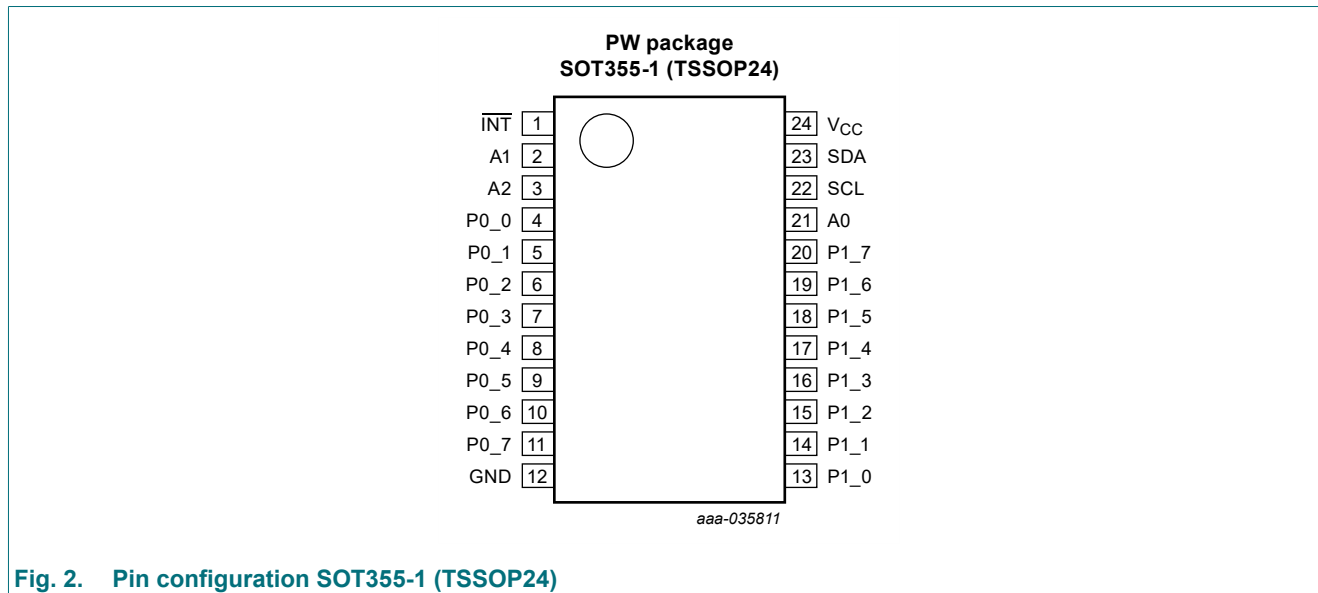 PW package
SOT355-1 (TSSOP24)
INT 1
A1 2
A2 3
P0_0 4
P0_1 5
P0_2 6
P0_3 7
P0_4 8
P0_5 9
P0_6 10
P0_7 11
GND 12
24 VCC
23 SDA
22 SCL
21 A0
20 P1_7
19 P1_6
18 P1_5
17 P1_4
16 P1_3
15 P1_2
14 P1_1
13 P1_0
aaa-035811
Fig. 2. Pin configuration SOT355-1 (TSSOP24)